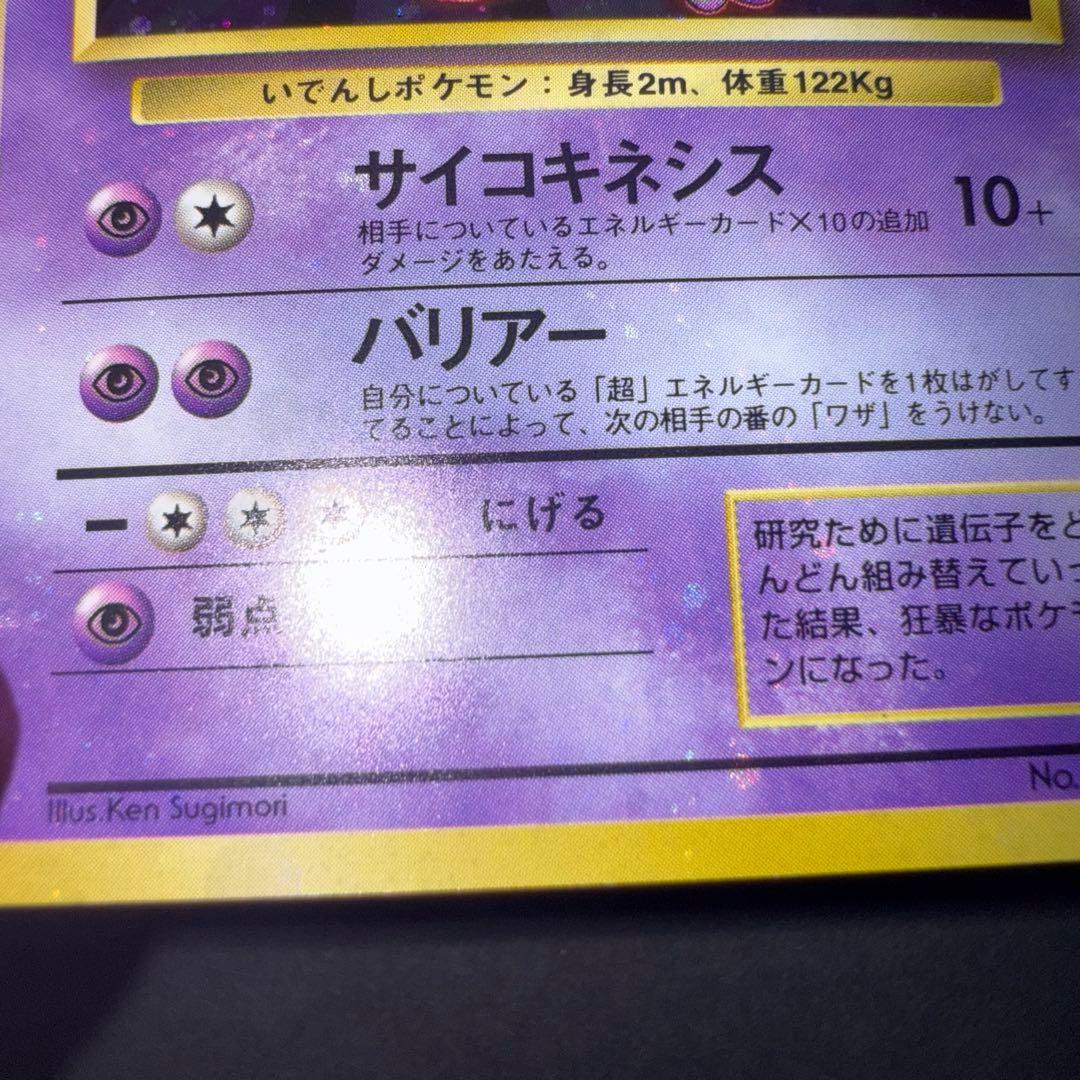 いでんしポケモン：身長2m、体重122Kg
サイコキネシス 10+
相手についているエネルギーカード×10の追加
ダメージをあたえる。
バリアー
自分についている「超」エネルギーカードを1枚はがしてす
てることによって、次の相手の番の「ワザ」をうけない。
にげる
弱点
研究ために遺伝子をど
んどん組み替えていっ
た結果、狂暴なポケモ
ンになった。
No.
Illus.Ken Sugimori